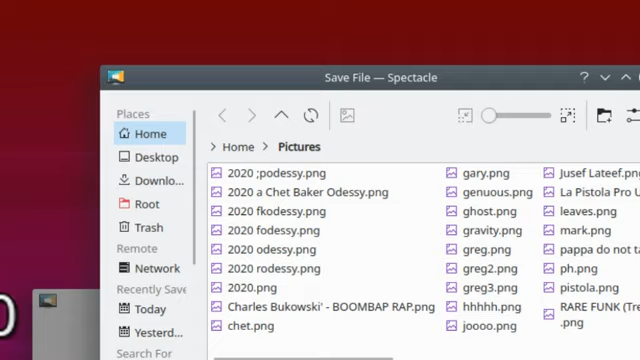 Save File — Spectacle
Places
Home
Desktop
Downlo...
Root
Trash
Remote
Network
Recently Save
Today
Yesterd...
Search For
Home > Pictures
2020 ;podessy.png
2020 a Chet Baker Odessy.png
2020 fkodessy.png
2020 fodessy.png
2020 odessy.png
2020 rodessy.png
2020.png
Charles Bukowski' - BOOMBAP RAP.png
chet.png
gary.png
genuous.png
ghost.png
gravity.png
greg.png
greg2.png
greg3.png
hhhhh.png
joooo.png
Jusef Lateef.png
La Pistola Pro U
leaves.png
mark.png
pappa do not ta
ph.png
pistola.png
RARE FUNK (Tre
.png
0